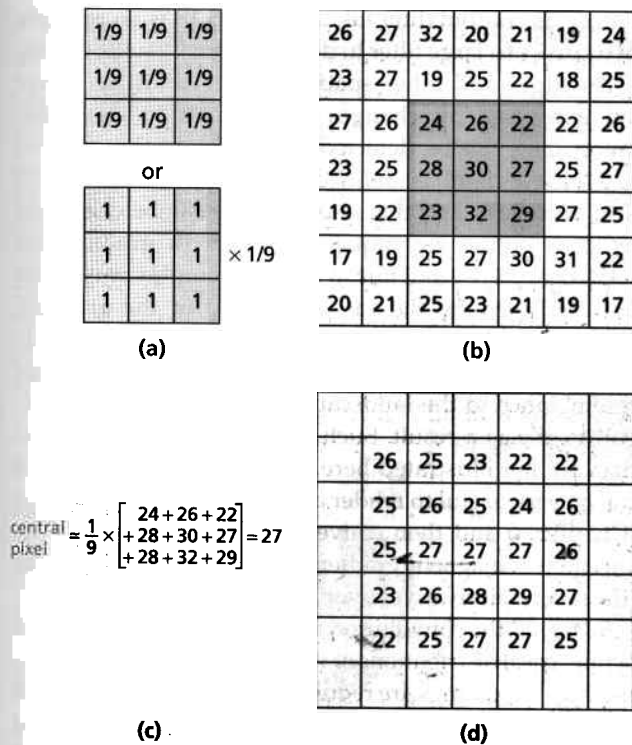 1/9 1/9 1/9
1/9 1/9 1/9
1/9 1/9 1/9
or
1 1 1
1 1 1
1 1 1
× 1/9
(a)
26 27 32 20 21 19 24
23 27 19 25 22 18 25
27 26 24 26 22 22 26
23 25 28 30 27 25 27
19 22 23 32 29 27 25
17 19 25 27 30 31 22
20 21 25 23 21 19 17
(b)
central pixel = 1/9 × [24 + 26 + 22
+ 28 + 30 + 27
+ 28 + 32 + 29] = 27
(c)
26 25 23 22 22
25 26 25 24 26
25 27 27 27 26
23 26 28 29 27
22 25 27 27 25
(d)